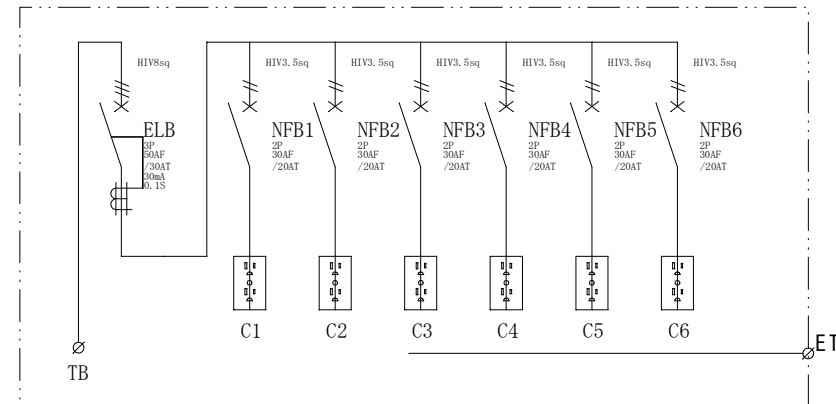 HIV8sq
HIV3.5sq
HIV3.5sq
HIV3.5sq
HIV3.5sq
HIV3.5sq
HIV3.5sq
ELB
3P
50AF
/30AT
30mA
0.1S
NFB1
2P
30AF
/20AT
NFB2
2P
30AF
/20AT
NFB3
2P
30AF
/20AT
NFB4
2P
30AF
/20AT
NFB5
2P
30AF
/20AT
NFB6
2P
30AF
/20AT
C1
C2
C3
C4
C5
C6
TB
ET